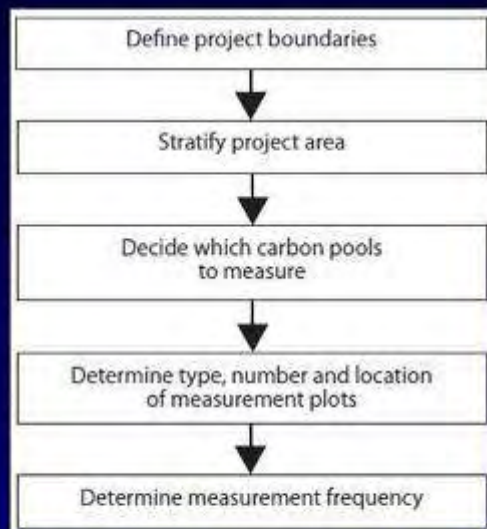 Define project boundaries
Stratify project area
Decide which carbon pools
to measure
Determine type, number and location
of measurement plots
Determine measurement frequency